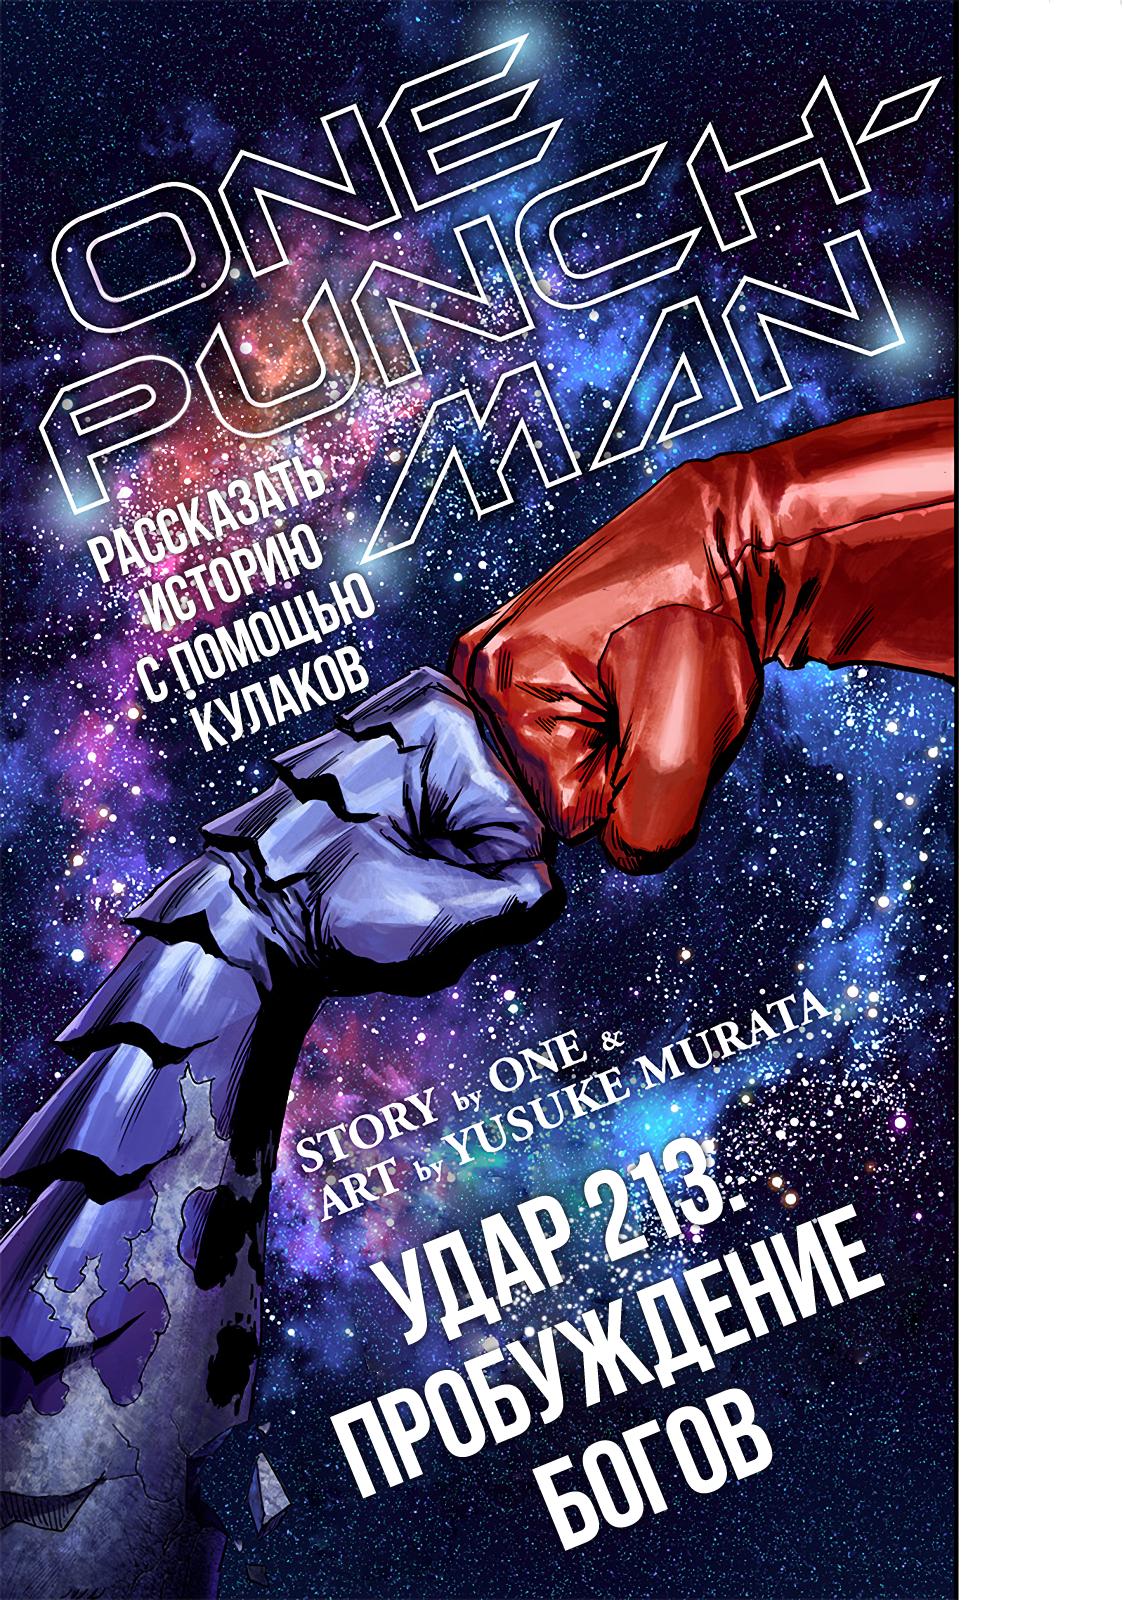 ONE
PUNCH-
MAN
РАССКАЗАТЬ
ИСТОРИЮ
С ПОМОЩЬЮ
КУЛАКОВ
STORY by ONE &
ART by YUSUKE MURATA
УДАР 213:
ПРОБУЖДЕНИЕ
БОГОВ